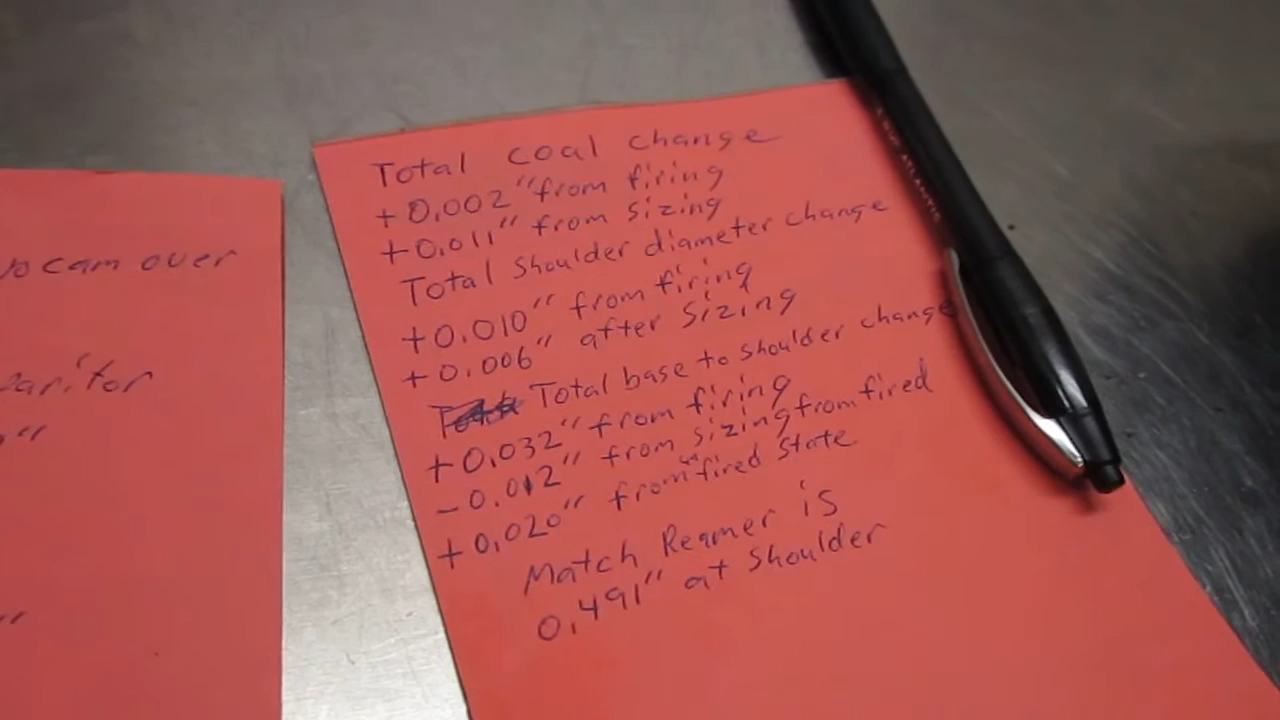 o cam over
Total coal change
+0.002" from firing
+0.011" from sizing
Total shoulder diameter change
+0.010" from firing
+0.006" after sizing
Total base to shoulder change
+0.032" from firing
-0.012" from sizing from fired
+0.020" from un fired state
Match Reamer is
0.491" at shoulder
ATLANTIS